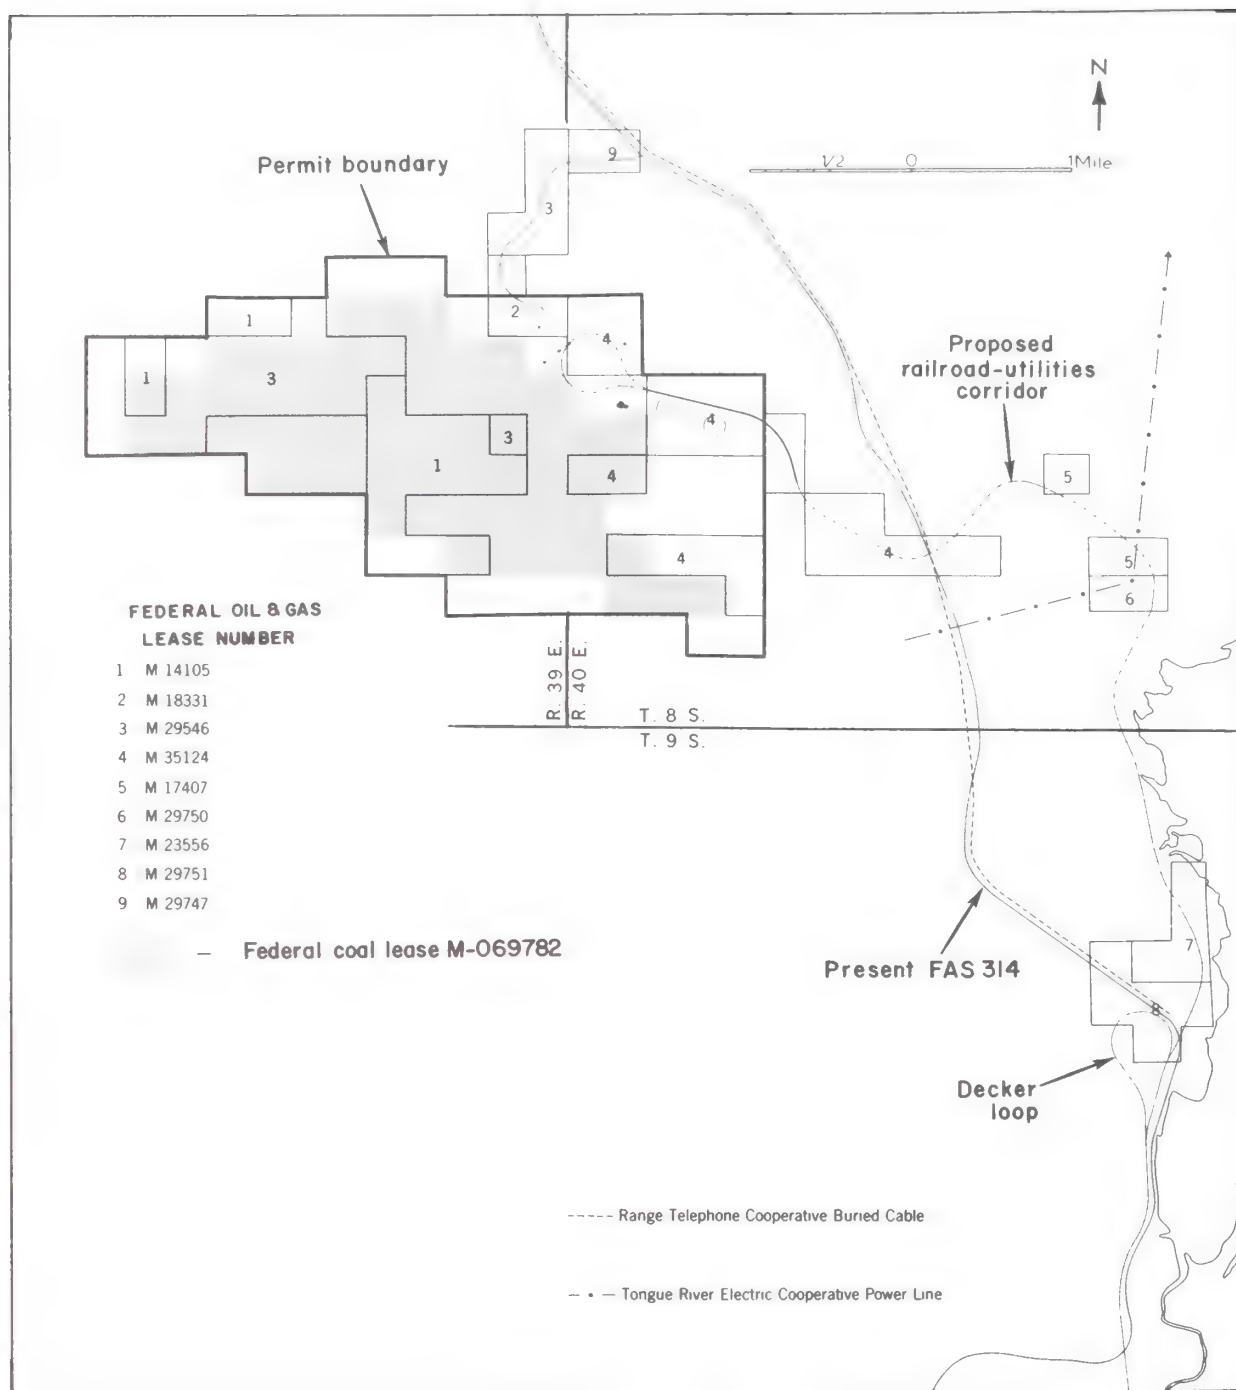 N
1/2 0 1 Mile
Permit boundary
9
3
1
2
4
1
3
Proposed
railroad-utilities
corridor
4
3
5
1
4
4
4
5
6
FEDERAL OIL & GAS
LEASE NUMBER
1 M 14105
2 M 18331
3 M 29546
4 M 35124
5 M 17407
6 M 29750
7 M 23556
8 M 29751
9 M 29747
R. 39 E.
R. 40 E.
T. 8 S.
T. 9 S.
– Federal coal lease M-069782
Present FAS 314
7
8
Decker
loop
----- Range Telephone Cooperative Buried Cable
— • — Tongue River Electric Cooperative Power Line